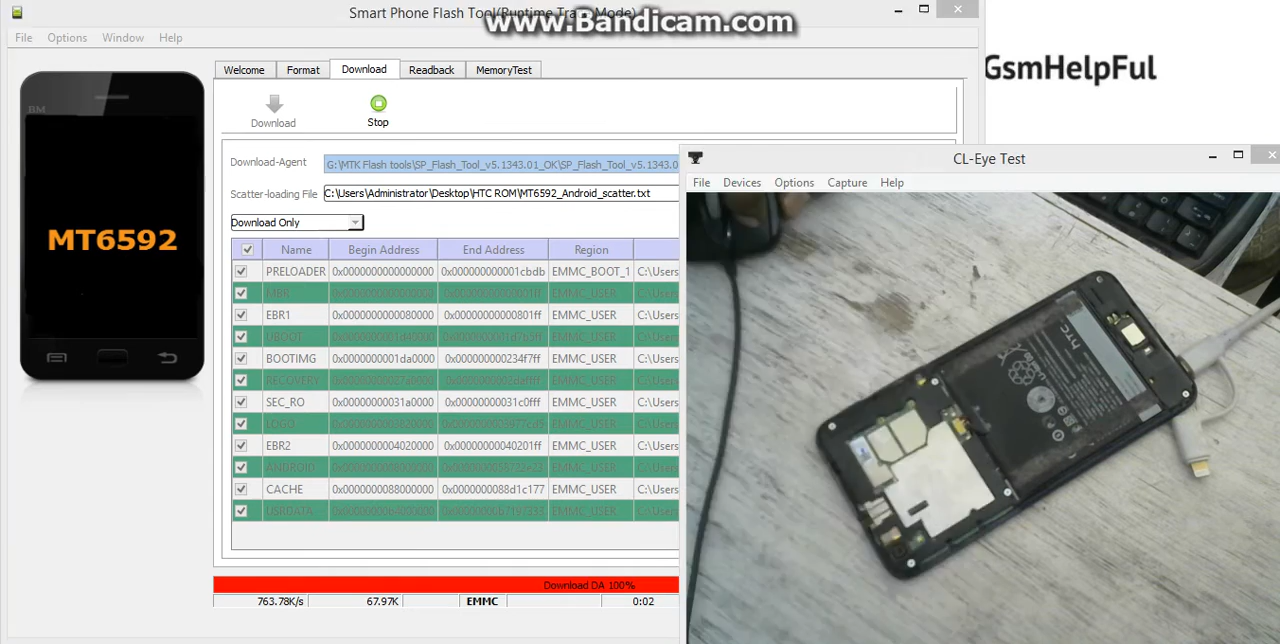 Smart Phone Flash Tool(Runtime Trace Mode)
www.Bandicam.com
File Options Window Help
GsmHelpFul
BM
MT6592
Welcome Format Download Readback MemoryTest
Download Stop
Download-Agent G:\MTK Flash tools\SP_Flash_Tool_v5.1343.01_OK\SP_Flash_Tool_v5.1343.0
Scatter-loading File C:\Users\Administrator\Desktop\HTC ROM\MT6592_Android_scatter.txt
Download Only
Name Begin Address End Address Region
PRELOADER 0x0000000000000000 0x000000000001cbdb EMMC_BOOT_1 C:\Users
MBR EMMC_USER C:\Users
EBR1 0x0000000000080000 0x00000000000801ff EMMC_USER C:\Users
UBOOT EMMC_USER C:\Users
BOOTIMG 0x0000000001da0000 0x000000000234f7ff EMMC_USER C:\Users
RECOVERY EMMC_USER C:\Users
SEC_RO 0x00000000031a0000 0x00000000031c0fff EMMC_USER C:\Users
LOGO EMMC_USER C:\Users
EBR2 0x0000000004020000 0x00000000040201ff EMMC_USER C:\Users
ANDROID EMMC_USER C:\Users
CACHE 0x0000000088000000 0x0000000088d1c177 EMMC_USER C:\Users
USRDATA EMMC_USER C:\Users
Download DA 100%
763.78K/s 67.97K EMMC 0:02
CL-Eye Test
File Devices Options Capture Help
hTC